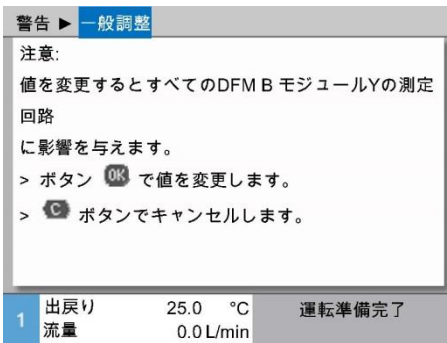 警告 ▶ 一般調整
注意:
値を変更するとすべてのDFM B モジュールYの測定
回路
に影響を与えます。
> ボタン OK で値を変更します。
> C ボタンでキャンセルします。
1 出戻り 25.0 °C 運転準備完了
流量 0.0 L/min